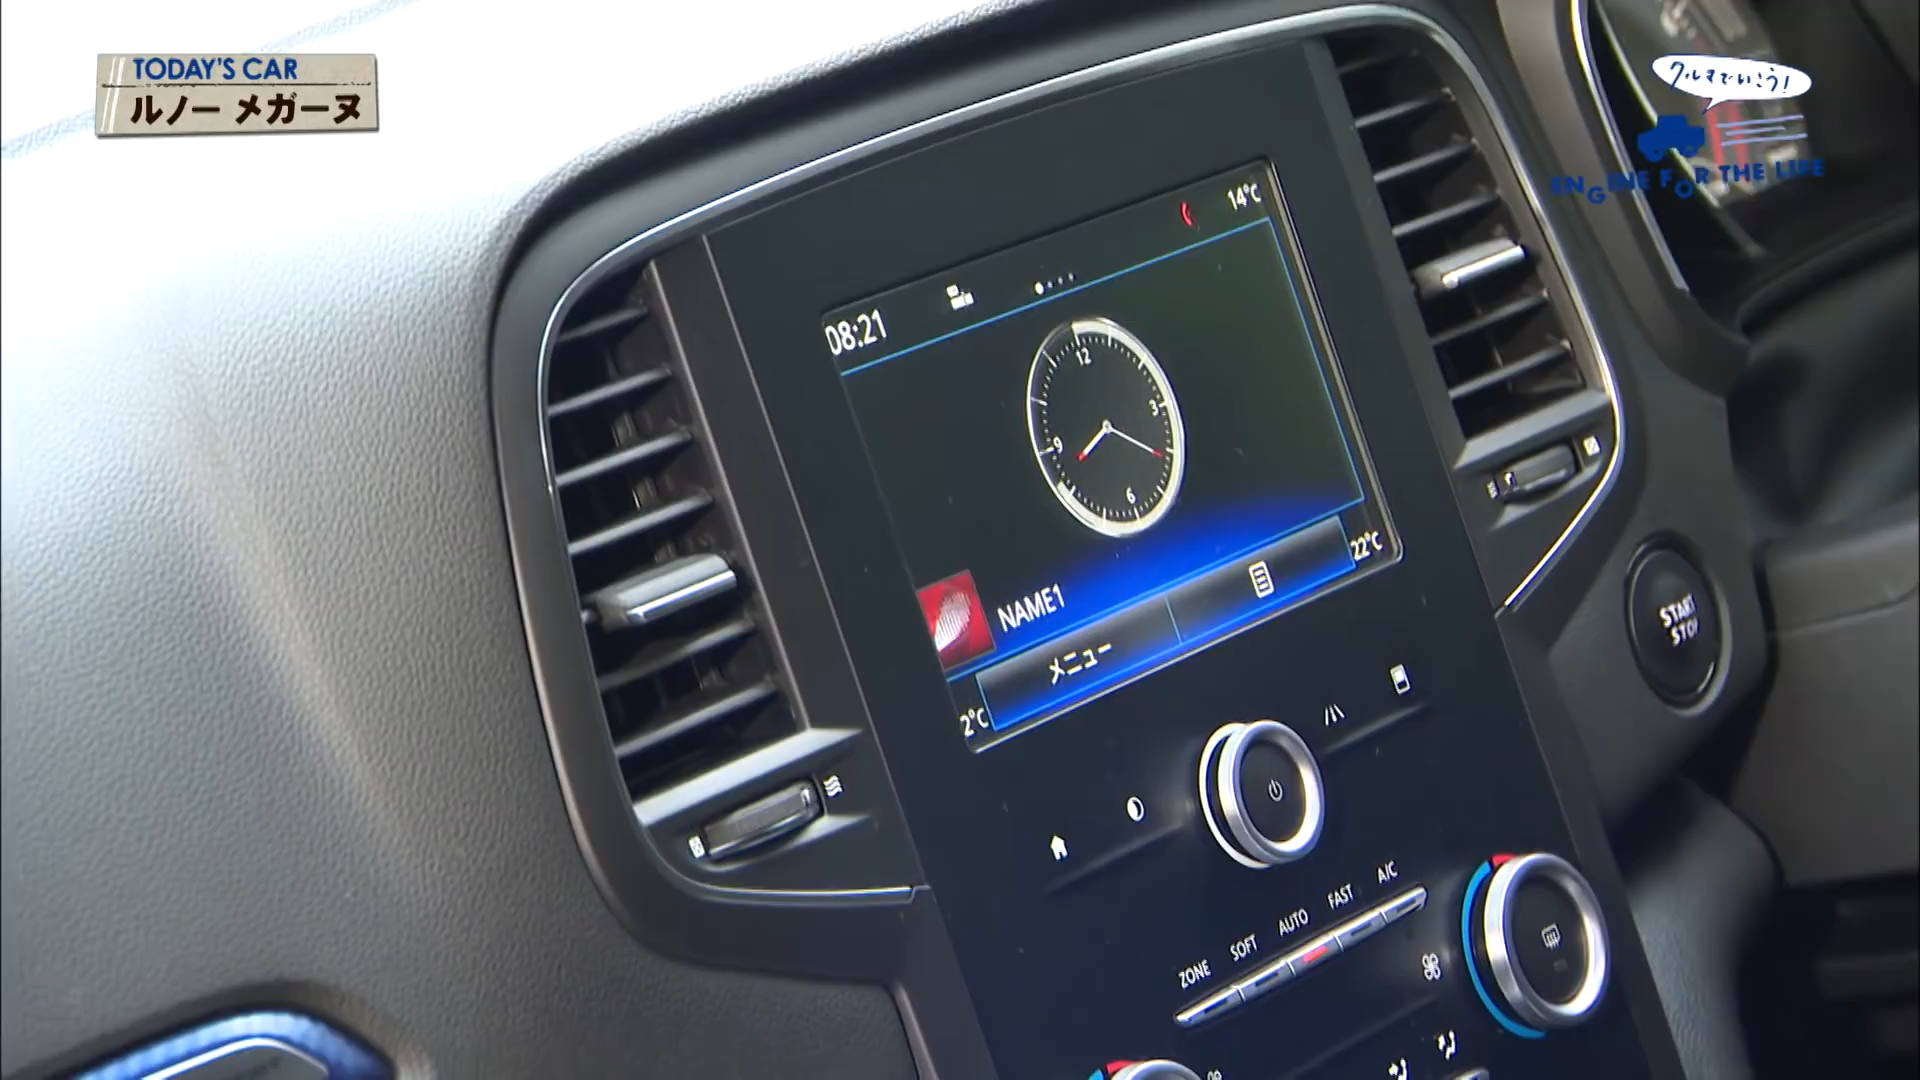 TODAY'S CAR
ルノー メガーヌ
クルマでいこう!
ENGINE FOR THE LIFE
14°C
08:21
12
3
9
6
NAME1
22°C
メニュー
2°C
START
STOP
A/C
FAST
AUTO
SOFT
ZONE